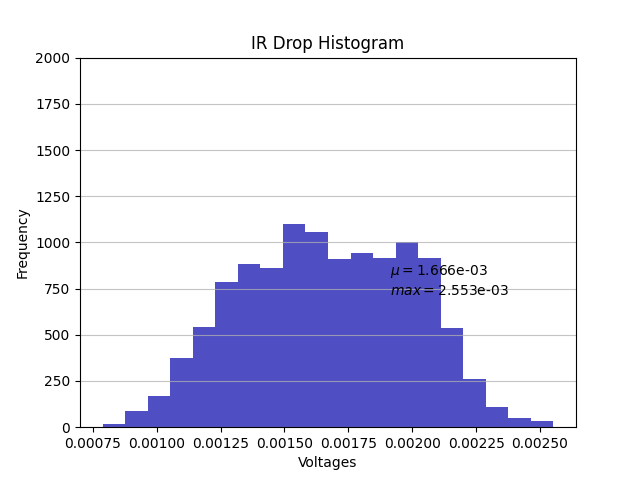 IR Drop Histogram
2000
1750
1500
1250
1000
750
500
250
0
Frequency
μ = 1.666e-03
max = 2.553e-03
0.00075 0.00100 0.00125 0.00150 0.00175 0.00200 0.00225 0.00250
Voltages